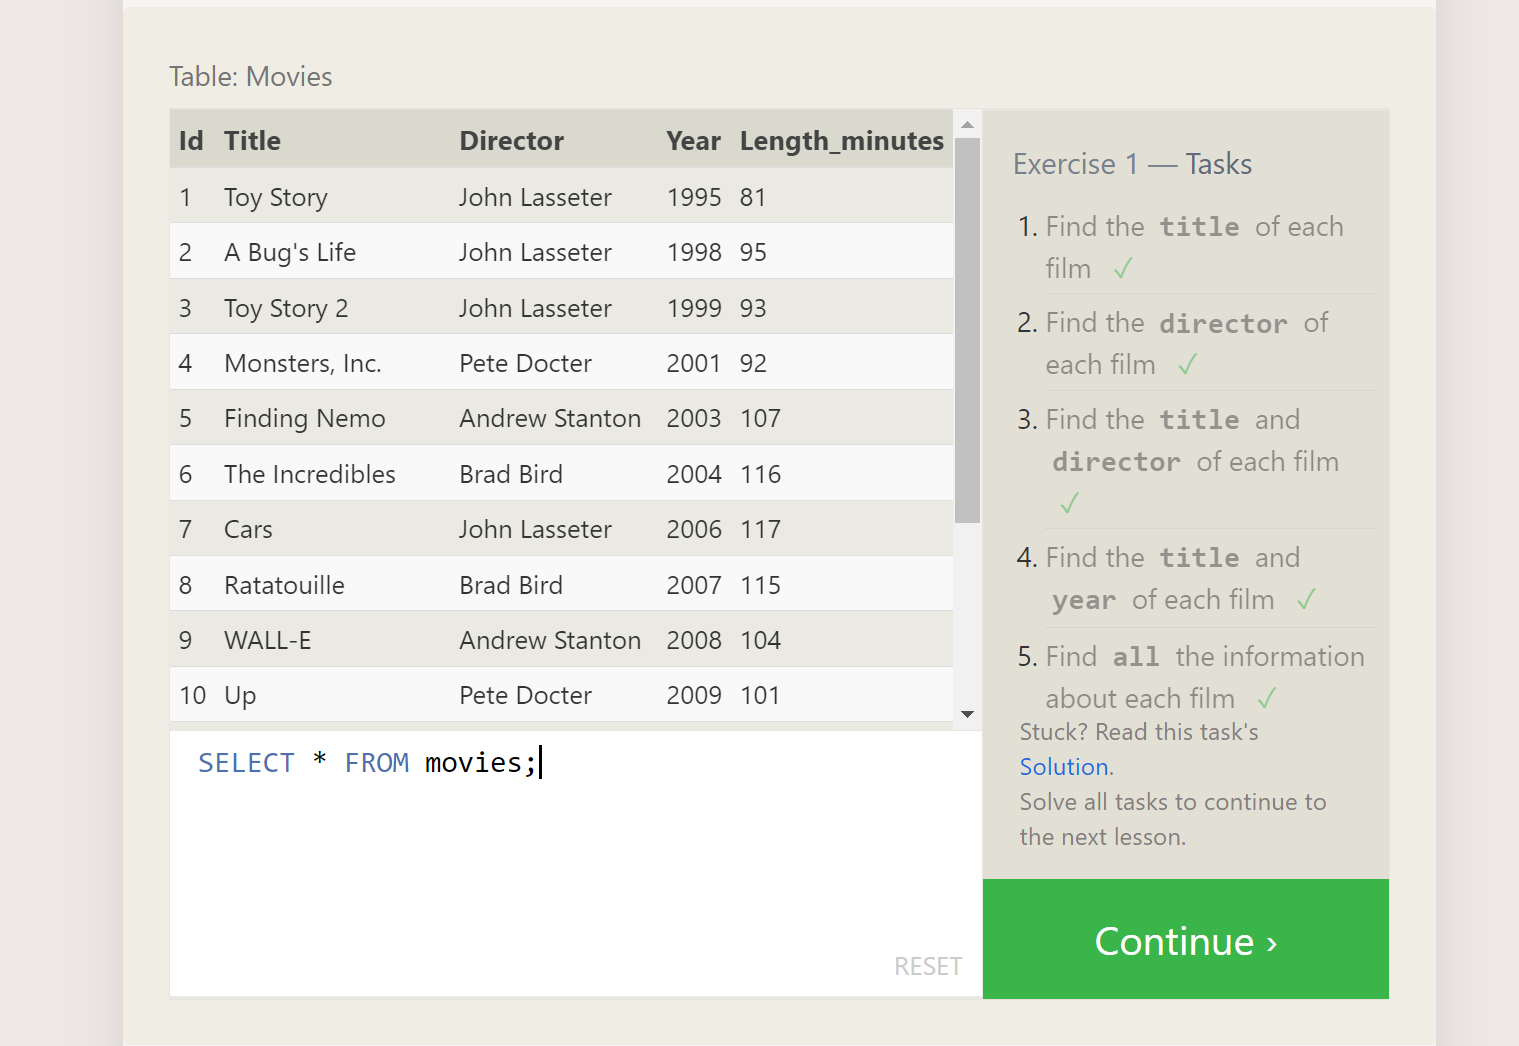 Table: Movies
Id Title Director Year Length_minutes
1 Toy Story John Lasseter 1995 81
2 A Bug's Life John Lasseter 1998 95
3 Toy Story 2 John Lasseter 1999 93
4 Monsters, Inc. Pete Docter 2001 92
5 Finding Nemo Andrew Stanton 2003 107
6 The Incredibles Brad Bird 2004 116
7 Cars John Lasseter 2006 117
8 Ratatouille Brad Bird 2007 115
9 WALL-E Andrew Stanton 2008 104
10 Up Pete Docter 2009 101
SELECT * FROM movies;
RESET
Exercise 1 — Tasks
1. Find the title of each
film ✓
2. Find the director of
each film ✓
3. Find the title and
director of each film
✓
4. Find the title and
year of each film ✓
5. Find all the information
about each film ✓
Stuck? Read this task's
Solution.
Solve all tasks to continue to
the next lesson.
Continue ›